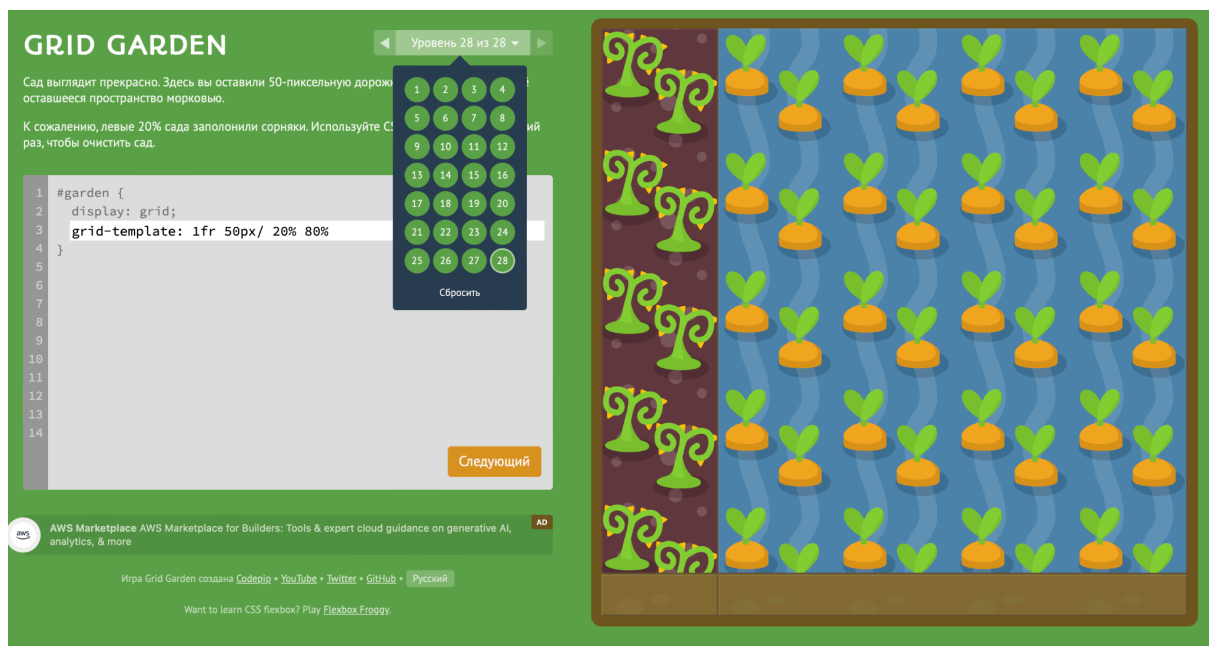 GRID GARDEN
Уровень 28 из 28
Сад выглядит прекрасно. Здесь вы оставили 50-пиксельную
оставшееся пространство морковью.
К сожалению, левые 20% сада заполонили сорняки. Используйте
раз, чтобы очистить сад.
1 2 3 4
5 6 7 8
9 10 11 12
13 14 15 16
17 18 19 20
21 22 23 24
25 26 27 28
Сбросить
1 #garden {
2 display: grid;
3 grid-template: 1fr 50px/ 20% 80%
4 }
5
6
7
8
9
10
11
12
13
14
Следующий
aws
AWS Marketplace AWS Marketplace for Builders: Tools & expert cloud guidance on generative AI,
analytics, & more
AD
Игра Grid Garden создана Codepip • YouTube • Twitter • GitHub • Русский
Want to learn CSS flexbox? Play Flexbox Froggy.